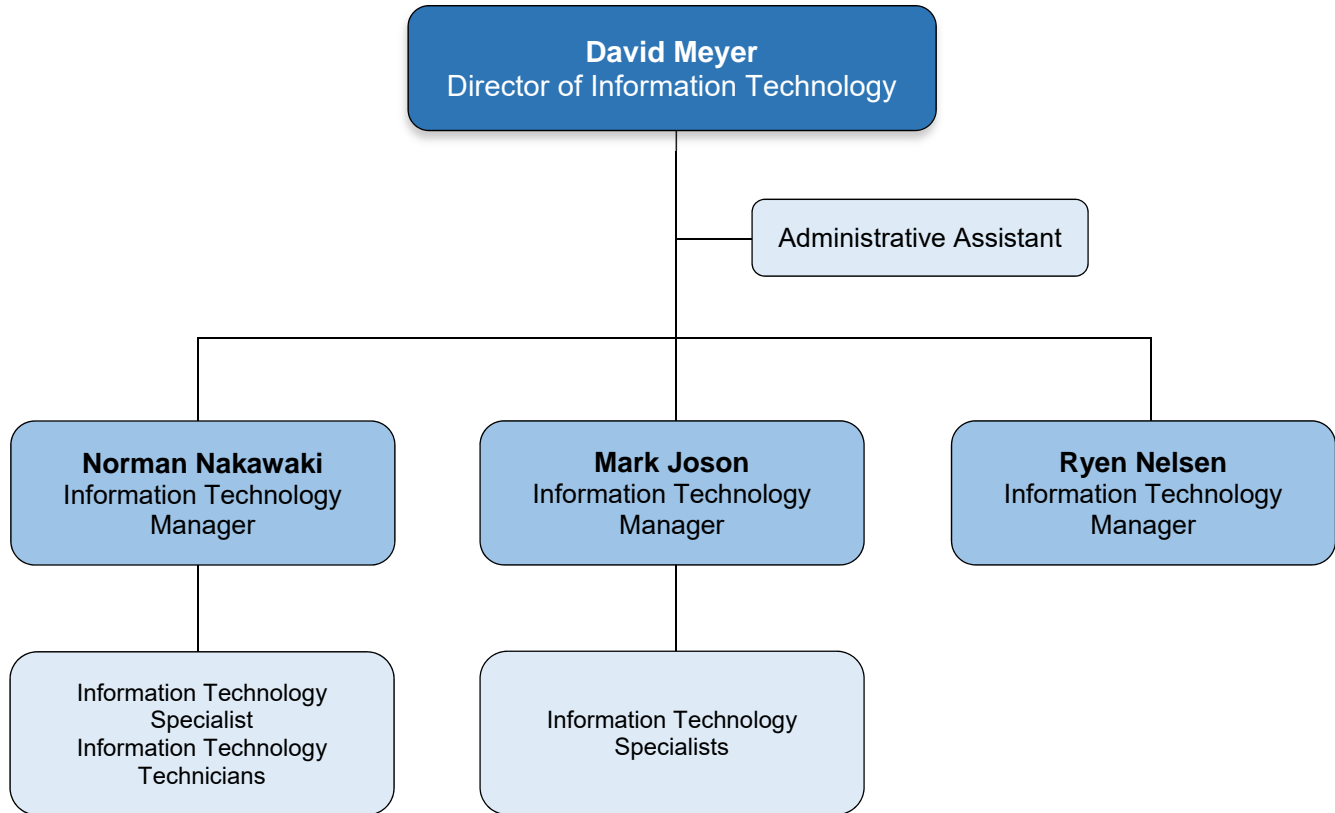 David Meyer
Director of Information Technology
Administrative Assistant
Norman Nakawaki
Information Technology
Manager
Mark Joson
Information Technology
Manager
Ryen Nelsen
Information Technology
Manager
Information Technology
Specialist
Information Technology
Technicians
Information Technology
Specialists